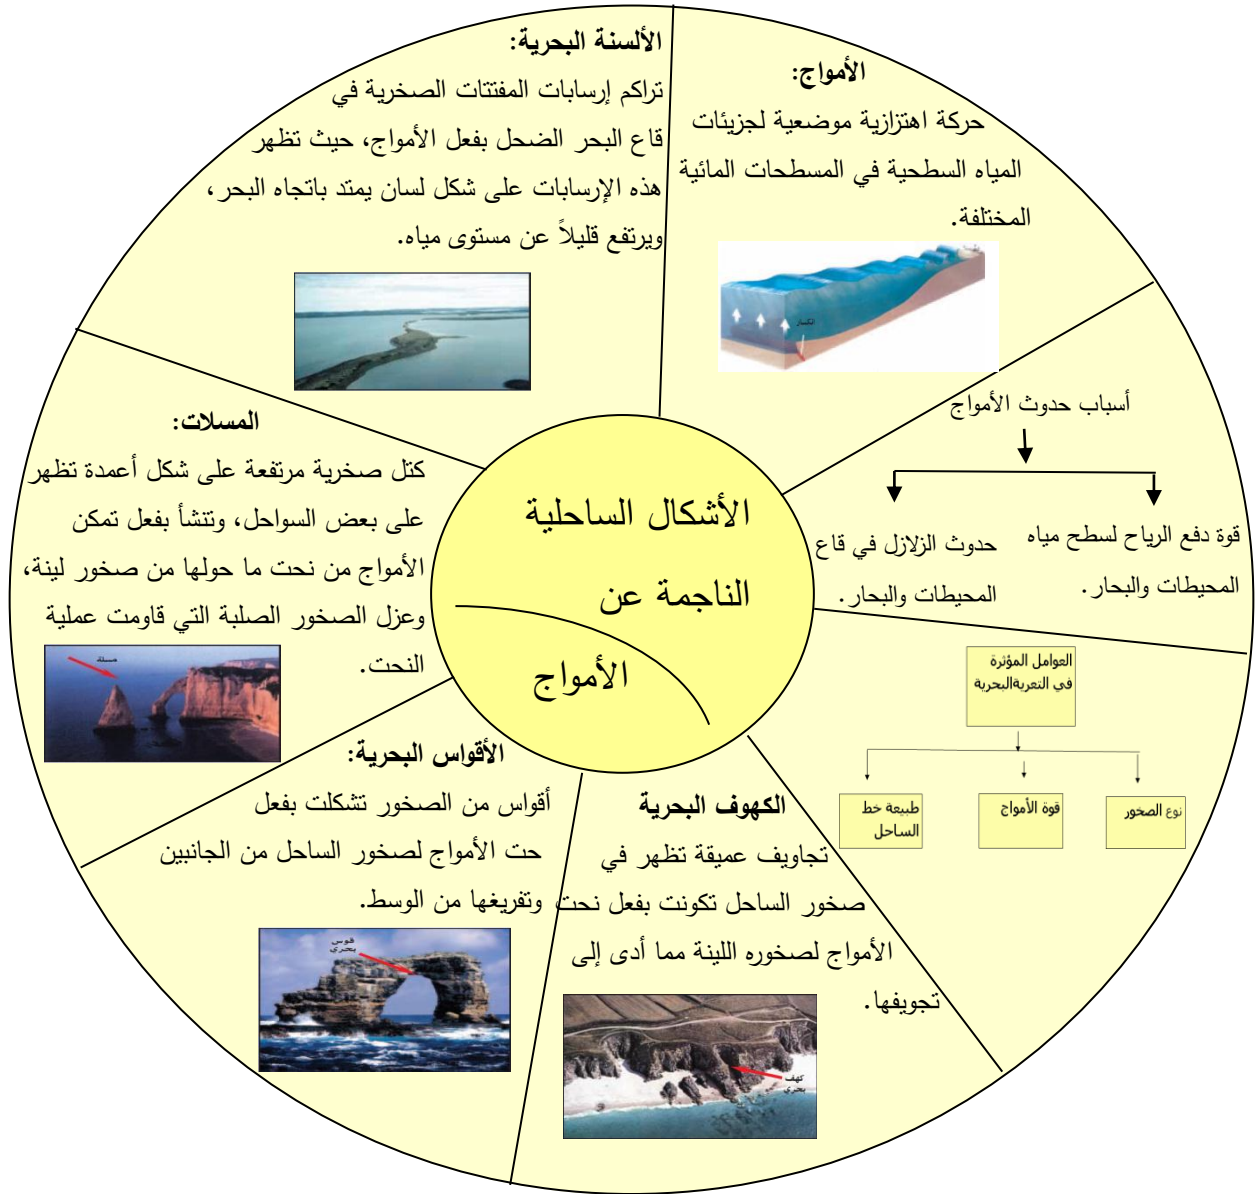 الأشكال الساحلية
الناجمة عن
الأمواج
الأمواج:
حركة اهتزازية موضعية لجزيئات
المياه السطحية في المسطحات المائية
المختلفة.
انكسار
أسباب حدوث الأمواج
قوة دفع الرياح لسطح مياه
المحيطات والبحار.
حدوث الزلازل في قاع
المحيطات والبحار.
العوامل المؤثرة
في التعريةالبحرية
نوع الصخور
قوة الأمواج
طبيعة خط
الساحل
الكهوف البحرية
تجاويف عميقة تظهر في
صخور الساحل تكونت بفعل نحت
الأمواج لصخوره اللينة مما أدى إلى
تجويفها.
كهف
بحري
الأقواس البحرية:
أقواس من الصخور تشكلت بفعل
حت الأمواج لصخور الساحل من الجانبين
وتفريغها من الوسط.
قوس
بحري
المسلات:
كتل صخرية مرتفعة على شكل أعمدة تظهر
على بعض السواحل، وتنشأ بفعل تمكن
الأمواج من نحت ما حولها من صخور لينة،
وعزل الصخور الصلبة التي قاومت عملية
النحت.
مسلة
الألسنة البحرية:
تراكم إرسابات المفتتات الصخرية في
قاع البحر الضحل بفعل الأمواج، حيث تظهر
هذه الإرسابات على شكل لسان يمتد باتجاه البحر،
ويرتفع قليلاً عن مستوى مياه.